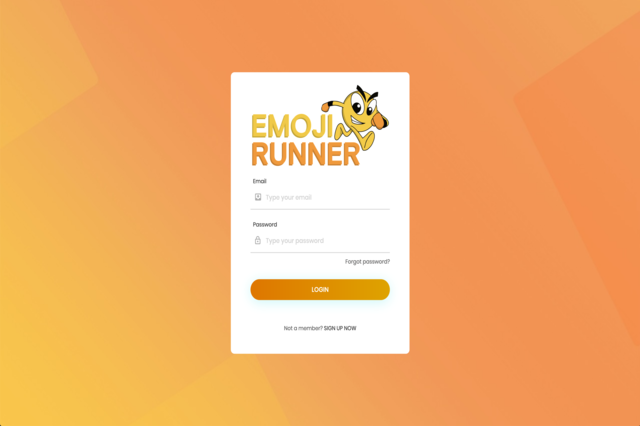 EMOJI
RUNNER
Email
Type your email
Password
Type your password
Forgot password?
LOGIN
Not a member? SIGN UP NOW